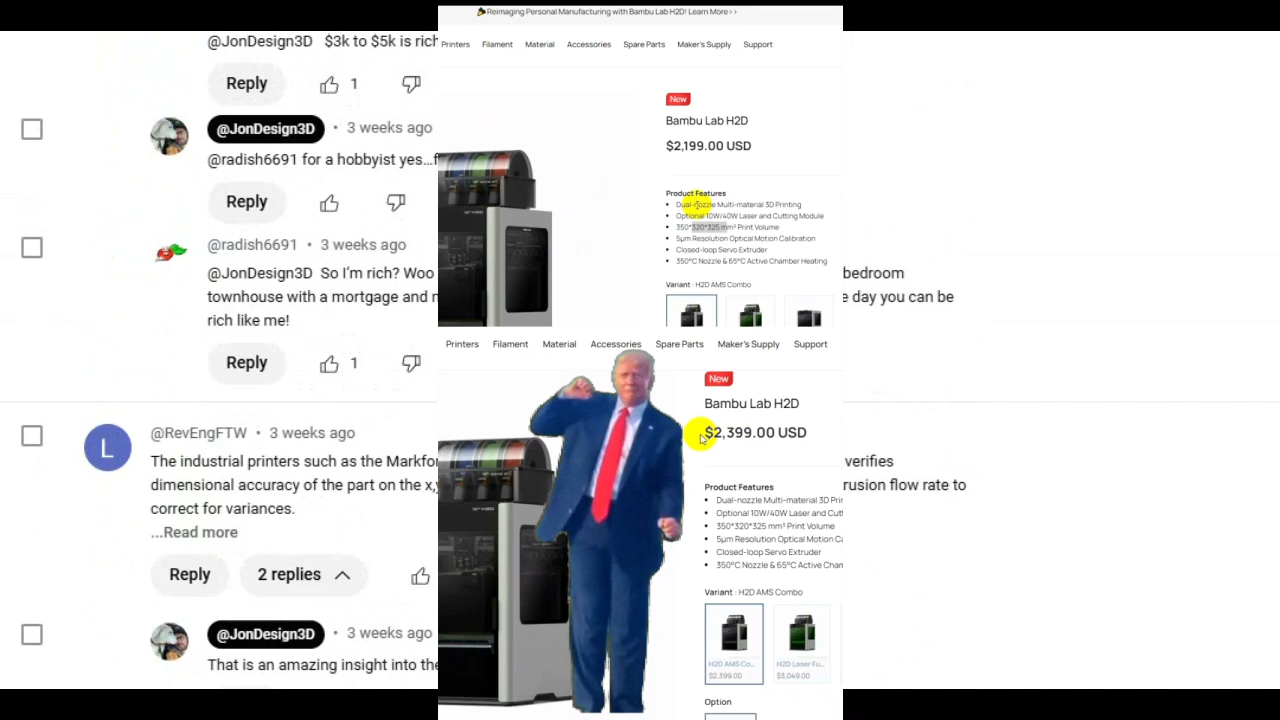 Reimaging Personal Manufacturing with Bambu Lab H2D! Learn More>>
Printers Filament Material Accessories Spare Parts Maker's Supply Support
New
Bambu Lab H2D
$2,199.00 USD
Product Features
• Dual-nozzle Multi-material 3D Printing
• Optional 10W/40W Laser and Cutting Module
• 350*320*325 mm³ Print Volume
• 5μm Resolution Optical Motion Calibration
• Closed-loop Servo Extruder
• 350°C Nozzle & 65°C Active Chamber Heating
Variant : H2D AMS Combo
Printers Filament Material Accessories Spare Parts Maker's Supply Support
New
Bambu Lab H2D
$2,399.00 USD
Product Features
• Dual-nozzle Multi-material 3D Prin
• Optional 10W/40W Laser and Cutt
• 350*320*325 mm³ Print Volume
• 5μm Resolution Optical Motion Ca
• Closed-loop Servo Extruder
• 350°C Nozzle & 65°C Active Cham
Variant : H2D AMS Combo
H2D AMS Co... H2D Laser Fu...
$2,399.00 $3,049.00
Option
@JonDesign3D $3k to $5k is rich
Reply 1
@JonDesign3D • 3 weeks ago
@radish6691 for a hobbyist yes...f
Reply
@radish6691 • 3 weeks ago
@JonDesign3D So I'm rich? Woo bedroom
townhouse with a mortgage and r e day you can be
rich like me!
Reply 1
L
@RevEngFTW • 3 weeks ago
The industrial printers such as the Markfo verifies
dimensional accuracy of the part on the x, rusion flow rate to
correct for variances.
...Read more
Reply 2 replies
@JonDesign3D • 3 weeks ago
That is an amazing insight into the